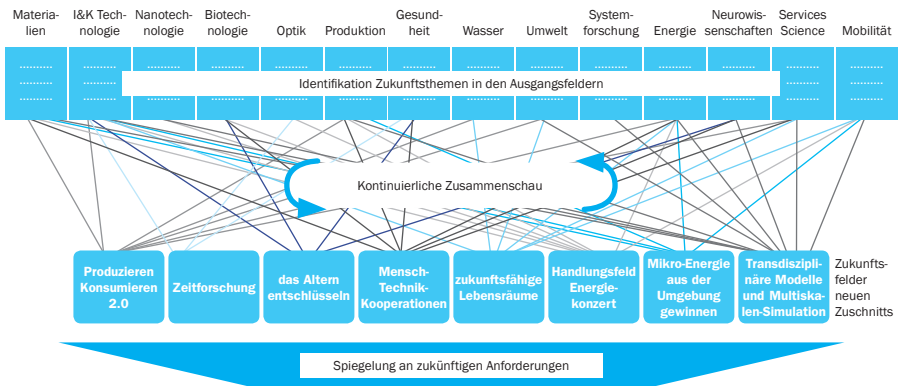 Materia-
lien
I&K Tech-
nologie
Nanotech-
nologie
Biotech-
nologie
Optik
Produktion
Gesund-
heit
Wasser
Umwelt
System-
forschung
Energie
Neurowis-
senschaften
Services
Science
Mobilität
Identifikation Zukunftsthemen in den Ausgangsfeldern
Kontinuierliche Zusammenschau
Produzieren
Konsumieren
2.0
Zeitforschung
das Altern
entschlüsseln
Mensch-
Technik-
Kooperationen
zukunftsfähige
Lebensräume
Handlungsfeld
Energie-
konzert
Mikro-Energie
aus der
Umgebung
gewinnen
Transdiszipli-
näre Modelle
und Multiska-
len-Simulation
Zukunfts-
felder
neuen
Zuschnitts
Spiegelung an zukünftigen Anforderungen